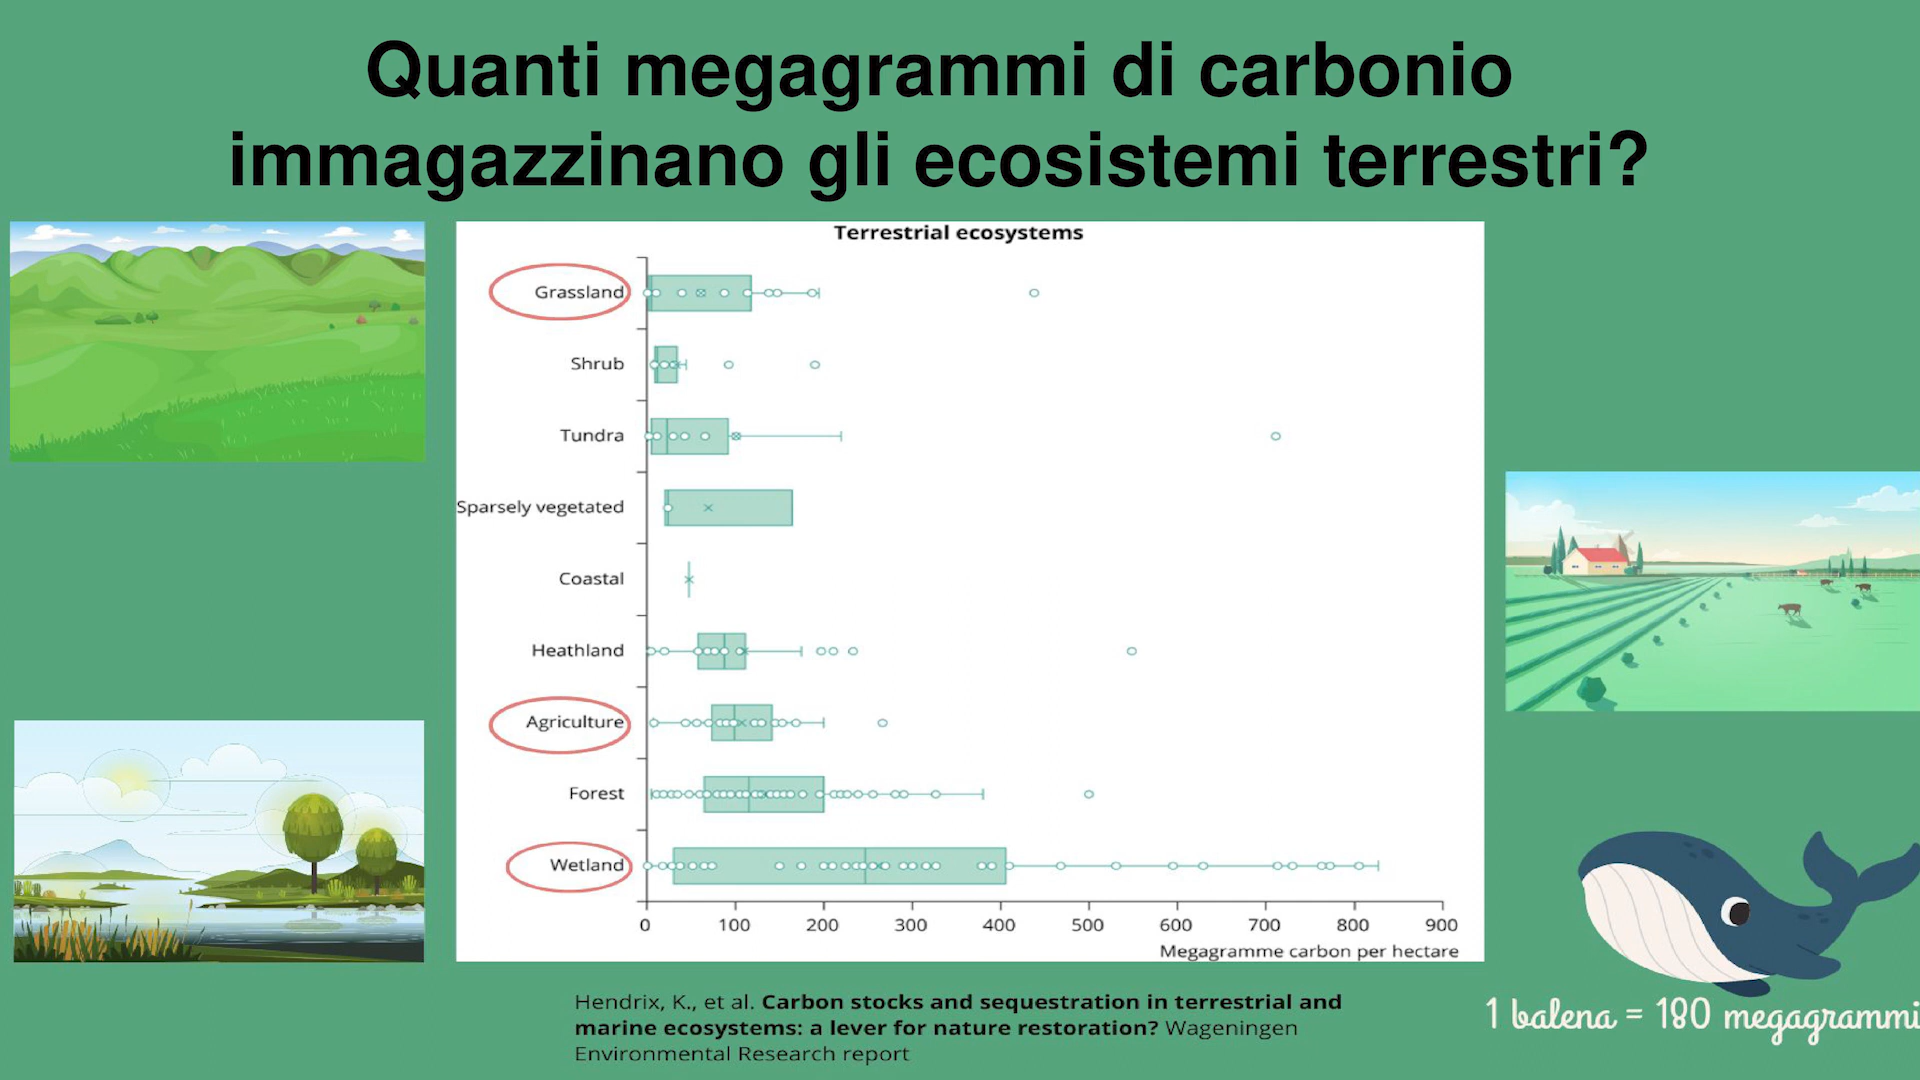 Quanti megagrammi di carbonio
immagazzinano gli ecosistemi terrestri?
Terrestrial ecosystems
Grassland
Shrub
Tundra
Sparsely vegetated
Coastal
Heathland
Agriculture
Forest
Wetland
0 100 200 300 400 500 600 700 800 900
Megagramme carbon per hectare
Hendrix, K., et al. Carbon stocks and sequestration in terrestrial and
marine ecosystems: a lever for nature restoration? Wageningen
Environmental Research report
1 balena = 180 megagrammi